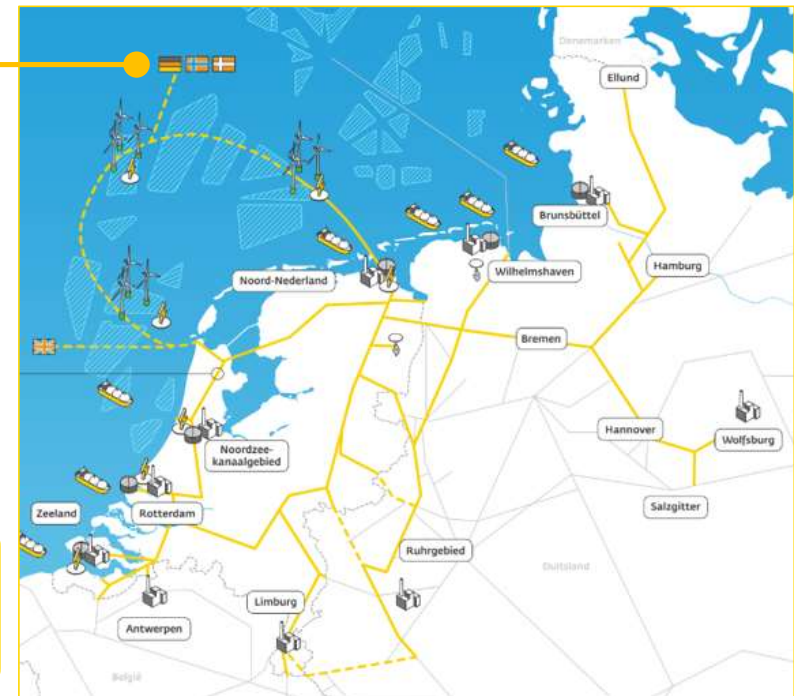 Denemarken
Ellund
Brunsbüttel
Noord-Nederland
Wilhelmshaven
Hamburg
Bremen
Noordzee-
kanaalgebied
Hannover
Wolfsburg
Zeeland
Rotterdam
Salzgitter
Ruhrgebied
Duitsland
Limburg
Antwerpen
België